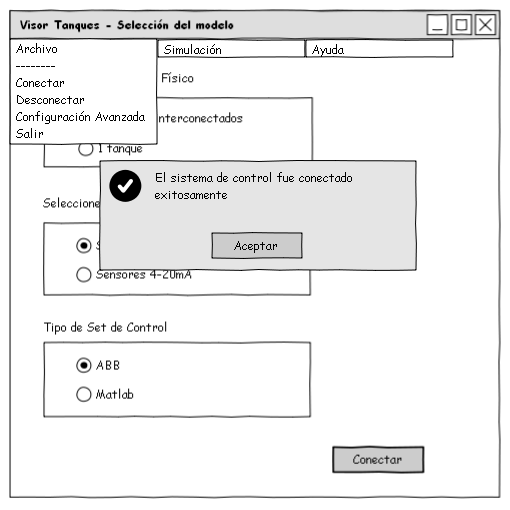 Visor Tanques - Selección del modelo
Archivo
Simulación
Ayuda
--------
Conectar
Desconectar
Configuración Avanzada
Salir
Físico
nterconectados
1 tanque
El sistema de control fue conectado
exitosamente
Aceptar
Seleccione
S
Sensores 4-20mA
Tipo de Set de Control
ABB
Matlab
Conectar